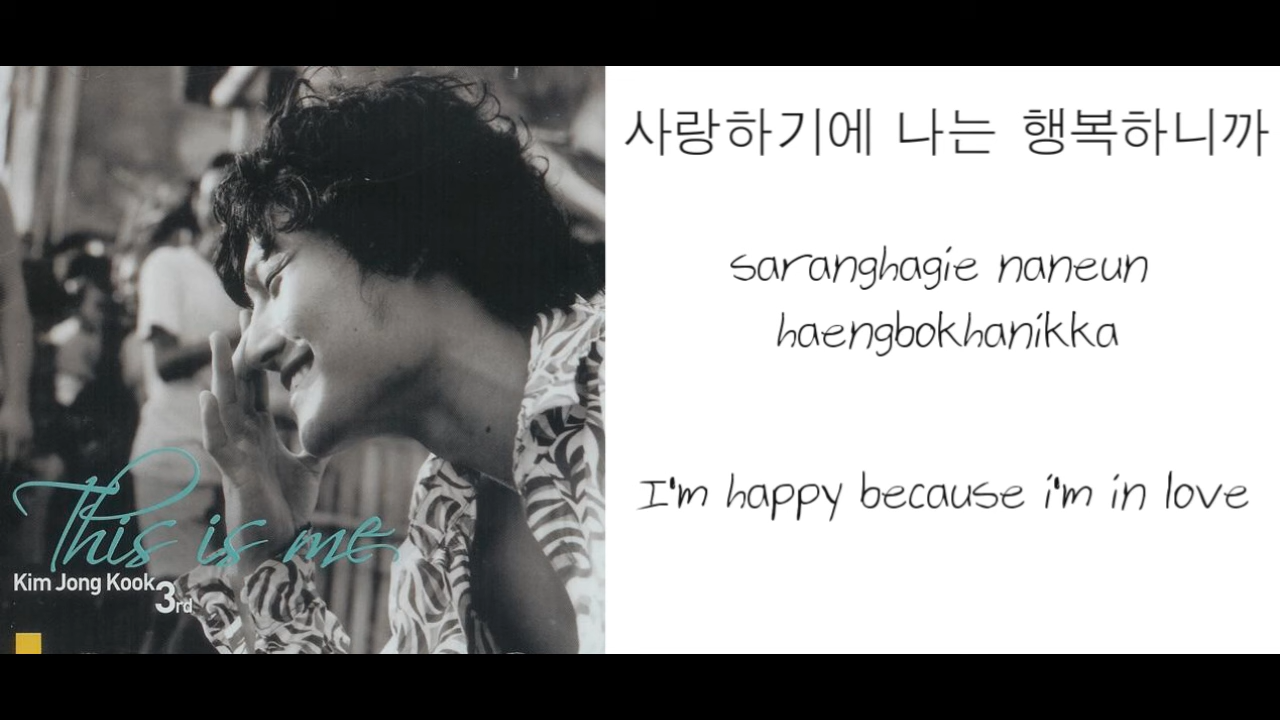 This is me
Kim Jong Kook 3rd
사랑하기에 나는 행복하니까
saranghagie naneun
haengbokhanikka
I'm happy because i'm in love